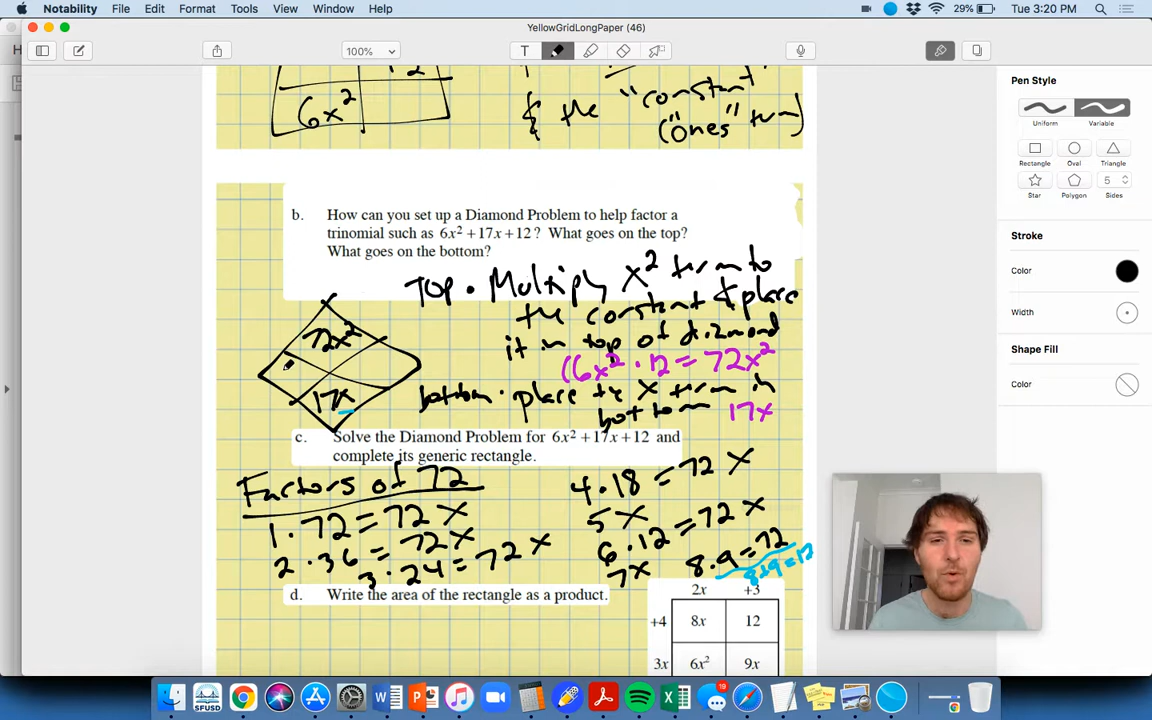 Notability File Edit Format Tools View Window Help 29% Tue 3:20 PM
YellowGridLongPaper (46)
100% T
Pen Style
Uniform Variable
Rectangle Oval Triangle
5
Star Polygon Sides
Stroke
Color
Width
Shape Fill
Color
6x²
"constant"
& the ("ones" term)
b. How can you set up a Diamond Problem to help factor a
trinomial such as 6x² + 17x + 12? What goes on the top?
What goes on the bottom?
Top • Multiply x² term to
the constant & place
it in top of diamond
(6x² · 12 = 72x²
bottom • place the x term in
bottom 17x
72x²
17x
c. Solve the Diamond Problem for 6x² + 17x + 12 and
complete its generic rectangle.
Factors of 72
1 · 72 = 72 x
2 · 36 = 72 x
3 · 24 = 72 x
4 · 18 = 72 x
5 x
6 · 12 = 72 x
7x
8 · 9 = 72
d. Write the area of the rectangle as a product.
2x +3
+4 8x 12
3x 6x² 9x
SFUSD
19